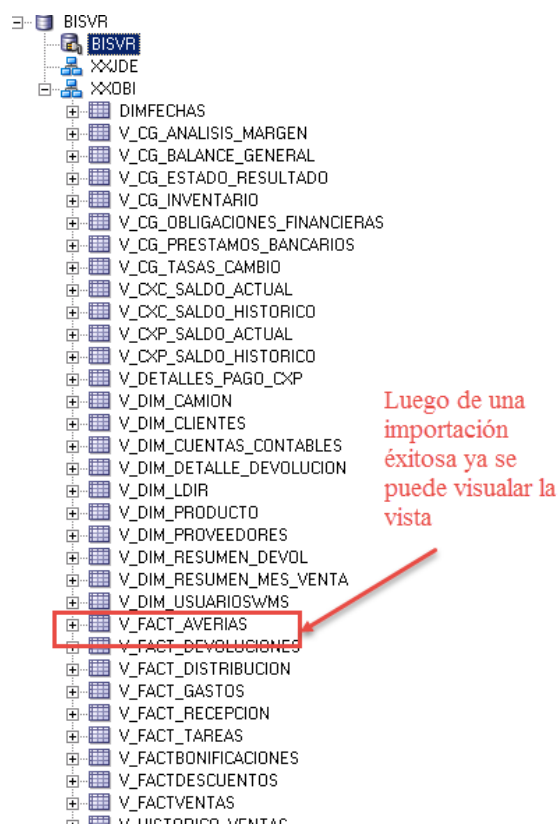 BISVR
BISVR
XXJDE
XXOBI
DIMFECHAS
V_CG_ANALISIS_MARGEN
V_CG_BALANCE_GENERAL
V_CG_ESTADO_RESULTADO
V_CG_INVENTARIO
V_CG_OBLIGACIONES_FINANCIERAS
V_CG_PRESTAMOS_BANCARIOS
V_CG_TASAS_CAMBIO
V_CXC_SALDO_ACTUAL
V_CXC_SALDO_HISTORICO
V_CXP_SALDO_ACTUAL
V_CXP_SALDO_HISTORICO
V_DETALLES_PAGO_CXP
V_DIM_CAMION
V_DIM_CLIENTES
V_DIM_CUENTAS_CONTABLES
V_DIM_DETALLE_DEVOLUCION
V_DIM_LDIR
V_DIM_PRODUCTO
V_DIM_PROVEEDORES
V_DIM_RESUMEN_DEVOL
V_DIM_RESUMEN_MES_VENTA
V_DIM_USUARIOSWMS
V_FACT_AVERIAS
V_FACT_DEVOLUCIONES
V_FACT_DISTRIBUCION
V_FACT_GASTOS
V_FACT_RECEPCION
V_FACT_TAREAS
V_FACTBONIFICACIONES
V_FACTDESCUENTOS
V_FACTVENTAS
V_HISTORICO_VENTAS
Luego de una
importación
éxitosa ya se
puede visualar la
vista